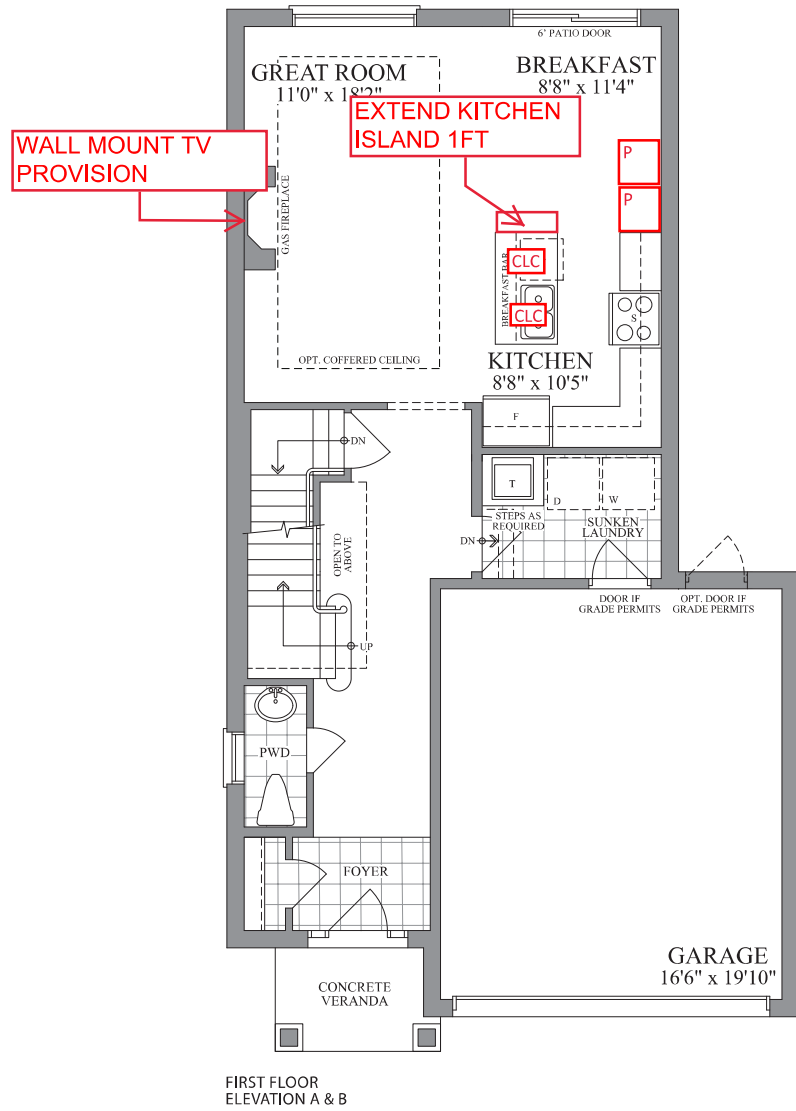 6' PATIO DOOR
GREAT ROOM
11'0" x 18'2"
BREAKFAST
8'8" x 11'4"
EXTEND KITCHEN
ISLAND 1FT
WALL MOUNT TV
PROVISION
P
P
GAS FIREPLACE
CLC
BREAKFAST BAR
CLC
S
OPT. COFFERED CEILING
KITCHEN
8'8" x 10'5"
F
DN
T
D
W
STEPS AS
REQUIRED
SUNKEN
LAUNDRY
DN
OPEN TO
ABOVE
DOOR IF
GRADE PERMITS
OPT. DOOR IF
GRADE PERMITS
UP
PWD
FOYER
GARAGE
16'6" x 19'10"
CONCRETE
VERANDA
FIRST FLOOR
ELEVATION A & B